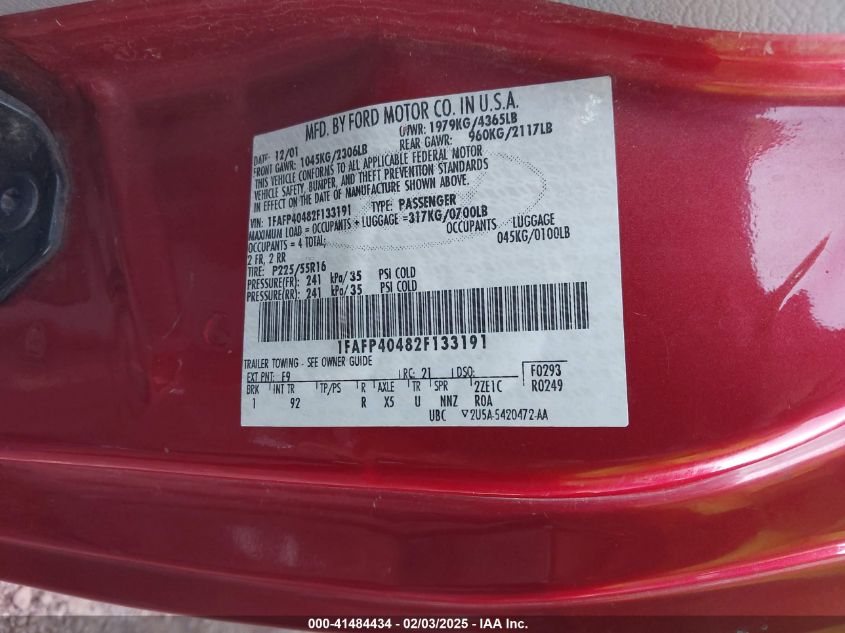 MFD. BY FORD MOTOR CO. IN U.S.A.
DATE: 12/01 GVWR: 1979KG/4365LB
FRONT GAWR: 1045KG/2306LB REAR GAWR: 960KG/2117LB
THIS VEHICLE CONFORMS TO ALL APPLICABLE FEDERAL MOTOR
VEHICLE SAFETY, BUMPER, AND THEFT PREVENTION STANDARDS
IN EFFECT ON THE DATE OF MANUFACTURE SHOWN ABOVE.
VIN: 1FAFP40482F133191 TYPE: PASSENGER
MAXIMUM LOAD = OCCUPANTS + LUGGAGE = 317KG/0700LB
OCCUPANTS = 4 TOTAL; OCCUPANTS LUGGAGE
2 FR, 2 RR 045KG/0100LB
TIRE: P225/55R16
PRESSURE(FR): 241 kPa/35 PSI COLD
PRESSURE(RR): 241 kPa/35 PSI COLD
1FAFP40482F133191
TRAILER TOWING - SEE OWNER GUIDE
EXT PNT: E9 RC: 21 DSO: F0293
BRK INT TR TP/PS R AXLE TR SPR 2ZE1C R0249
1 92 R X5 U NNZ ROA
UBC ▽2U5A-5420472-AA
000-41484434 - 02/03/2025 - IAA Inc.